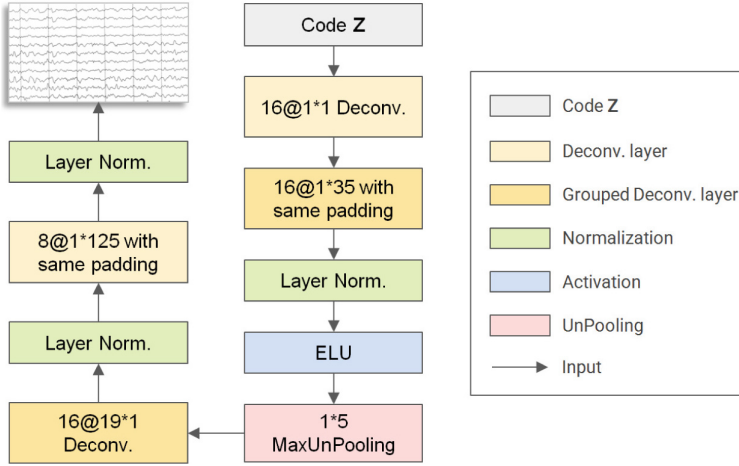 Code Z
16@1*1 Deconv.
16@1*35 with
same padding
Layer Norm.
ELU
1*5
MaxUnPooling
16@19*1
Deconv.
Layer Norm.
8@1*125 with
same padding
Layer Norm.
Code Z
Deconv. layer
Grouped Deconv. layer
Normalization
Activation
UnPooling
Input